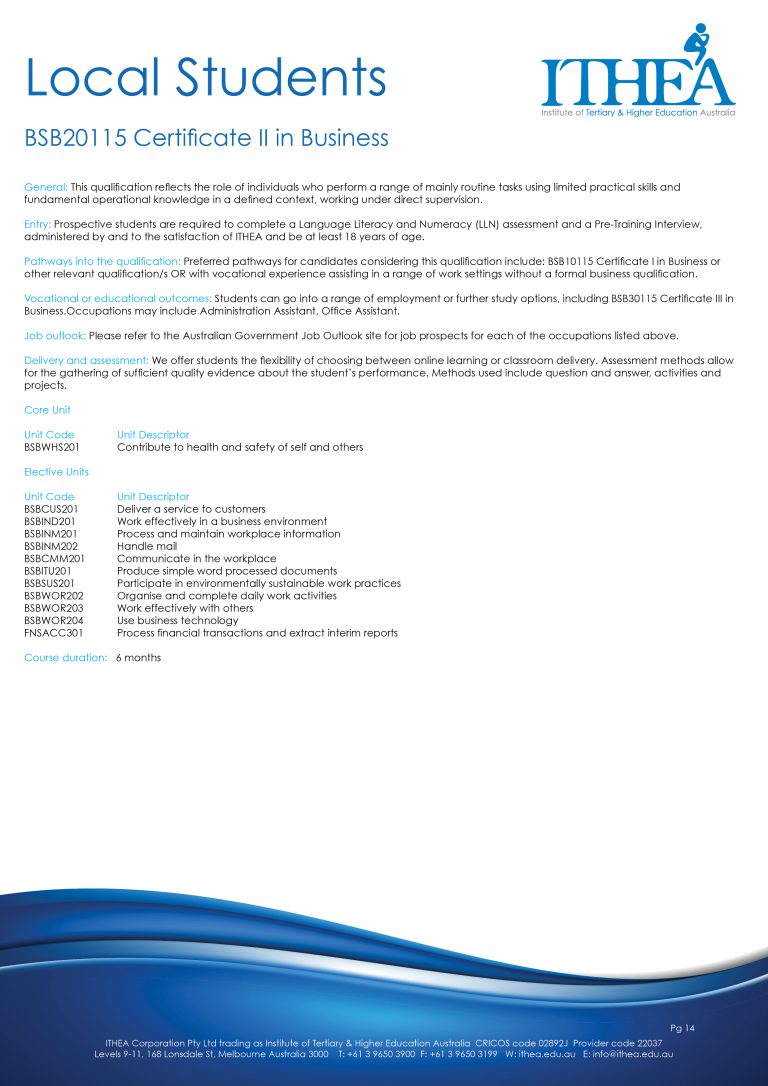 Local Students
ITHEA
Institute of Tertiary & Higher Education Australia
BSB20115 Certificate II in Business
General: This qualification reflects the role of individuals who perform a range of mainly routine tasks using limited practical skills and
fundamental operational knowledge in a defined context, working under direct supervision.
Entry: Prospective students are required to complete a Language Literacy and Numeracy (LLN) assessment and a Pre-Training Interview,
administered by and to the satisfaction of ITHEA and be at least 18 years of age.
Pathways into the qualification: Preferred pathways for candidates considering this qualification include: BSB10115 Certificate I in Business or
other relevant qualification/s OR with vocational experience assisting in a range of work settings without a formal business qualification.
Vocational or educational outcomes: Students can go into a range of employment or further study options, including BSB30115 Certificate III in
Business.Occupations may include Administration Assistant, Office Assistant.
Job outlook: Please refer to the Australian Government Job Outlook site for job prospects for each of the occupations listed above.
Delivery and assessment: We offer students the flexibility of choosing between online learning or classroom delivery. Assessment methods allow
for the gathering of sufficient quality evidence about the student's performance. Methods used include question and answer, activities and
projects.
Core Unit
Unit Code Unit Descriptor
BSBWHS201 Contribute to health and safety of self and others
Elective Units
Unit Code Unit Descriptor
BSBCUS201 Deliver a service to customers
BSBIND201 Work effectively in a business environment
BSBINM201 Process and maintain workplace information
BSBINM202 Handle mail
BSBCMM201 Communicate in the workplace
BSBITU201 Produce simple word processed documents
BSBSUS201 Participate in environmentally sustainable work practices
BSBWOR202 Organise and complete daily work activities
BSBWOR203 Work effectively with others
BSBWOR204 Use business technology
FNSACC301 Process financial transactions and extract interim reports
Course duration: 6 months
Pg 14
ITHEA Corporation Pty Ltd trading as Institute of Tertiary & Higher Education Australia CRICOS code 02892J Provider code 22037
Levels 9-11, 168 Lonsdale St, Melbourne Australia 3000 T: +61 3 9650 3900 F: +61 3 9650 3199 W: ithea.edu.au E: info@ithea.edu.au